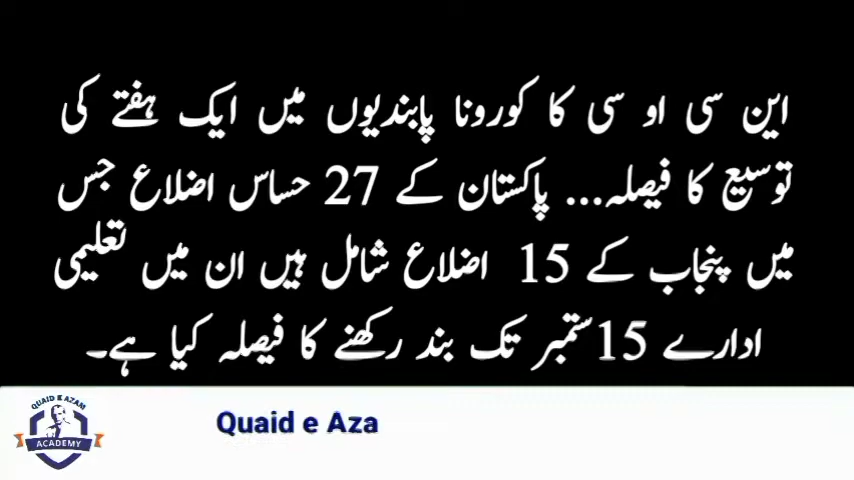 این سی او سی کا کورونا پابندیوں میں ایک ہفتے کی
توسیع کا فیصلہ... پاکستان کے 27 حساس اضلاع جس
میں پنجاب کے 15 اضلاع شامل ہیں ان میں تعلیمی
ادارے 15ستمبر تک بند رکھنے کا فیصلہ کیا ہے۔
QUAID E AZAM
ACADEMY
Quaid e Aza